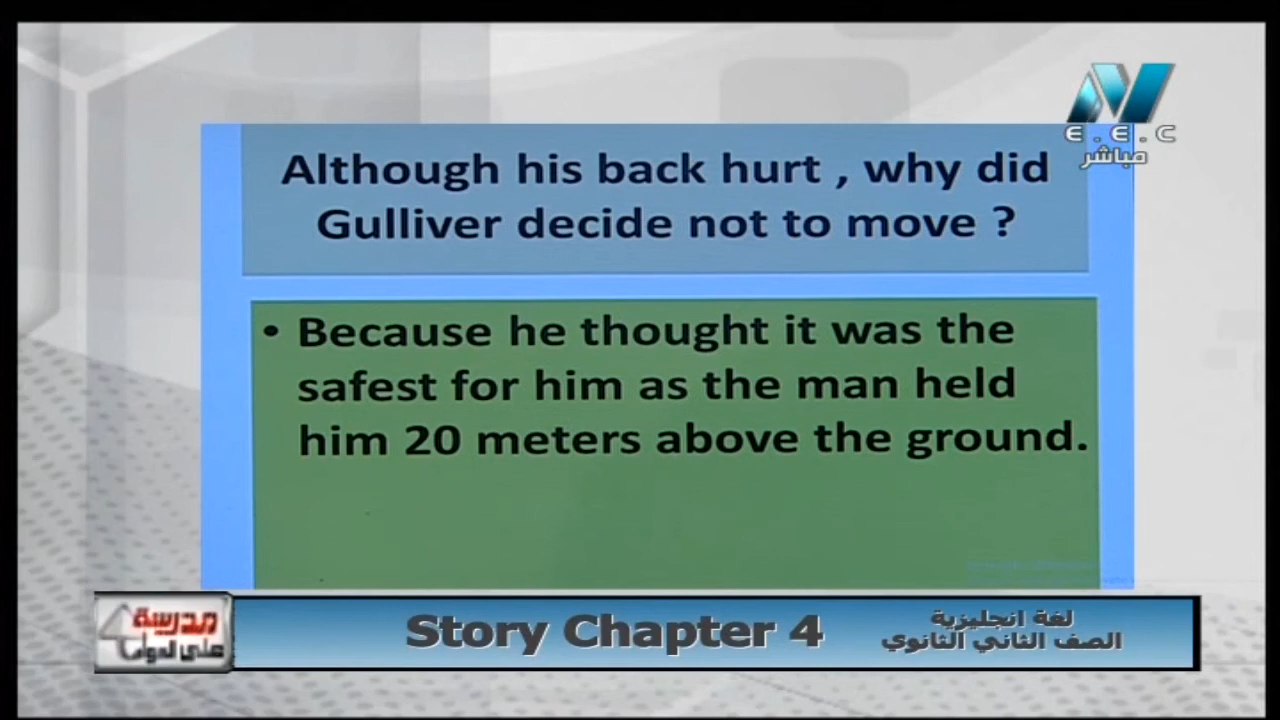 E.E.C
مباشر
Although his back hurt , why did
Gulliver decide not to move ?
• Because he thought it was the
safest for him as the man held
him 20 meters above the ground.
مدرسة
على الهواء
Story Chapter 4
لغة انجليزية
الصف الثاني الثانوي